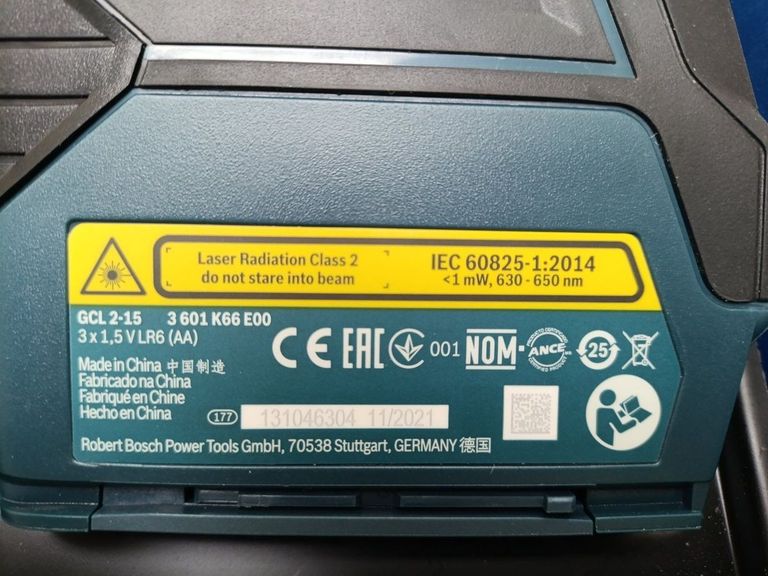 Laser Radiation Class 2
do not stare into beam
IEC 60825-1:2014
<1 mW, 630 - 650 nm
GCL 2-15 3 601 K66 E00
3 x 1,5 V LR6 (AA)
CE EAC 001 NOM- ANCE 25
Made in China 中国制造
Fabricado na China
Fabriqué en Chine
Hecho en China
177 131046304 11/2021
Robert Bosch Power Tools GmbH, 70538 Stuttgart, GERMANY 德国